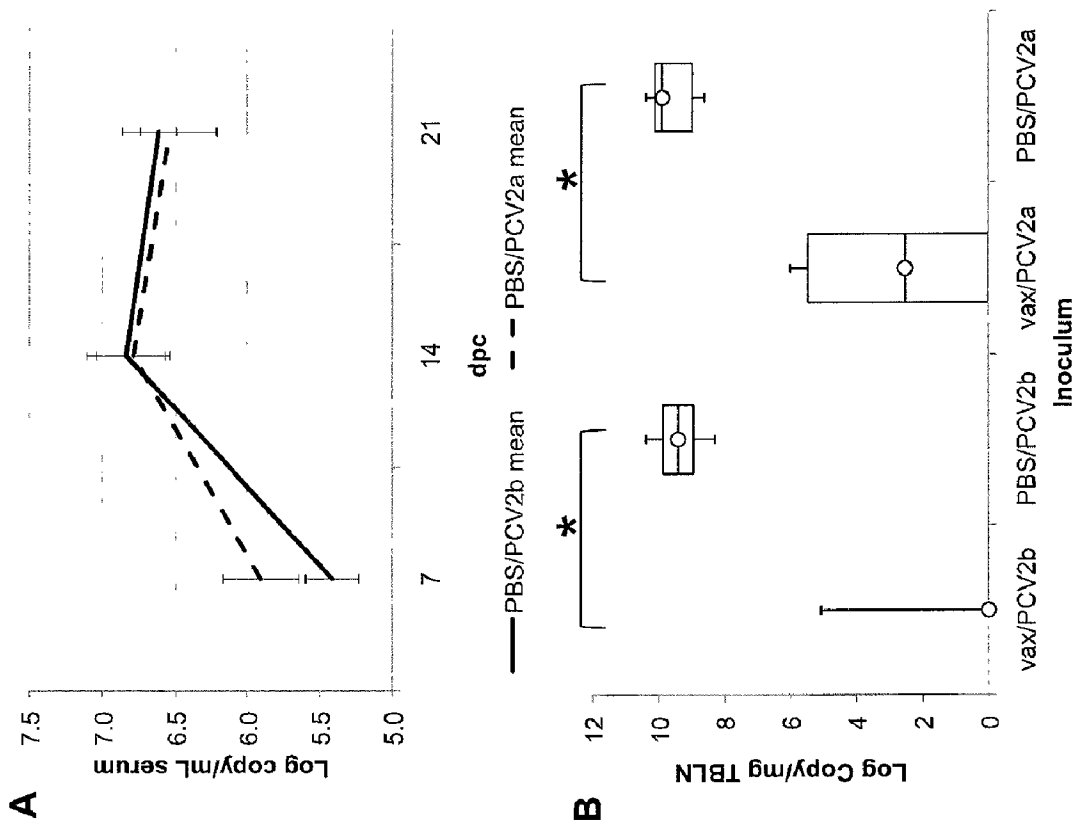 A
Log copy/mL serum
7.5
7.0
6.5
6.0
5.5
5.0
7 14 21
dpc
PBS/PCV2b mean PBS/PCV2a mean
B
Log Copy/mg TBLN
12
10
8
6
4
2
0
* *
vax/PCV2b PBS/PCV2b vax/PCV2a PBS/PCV2a
Inoculum